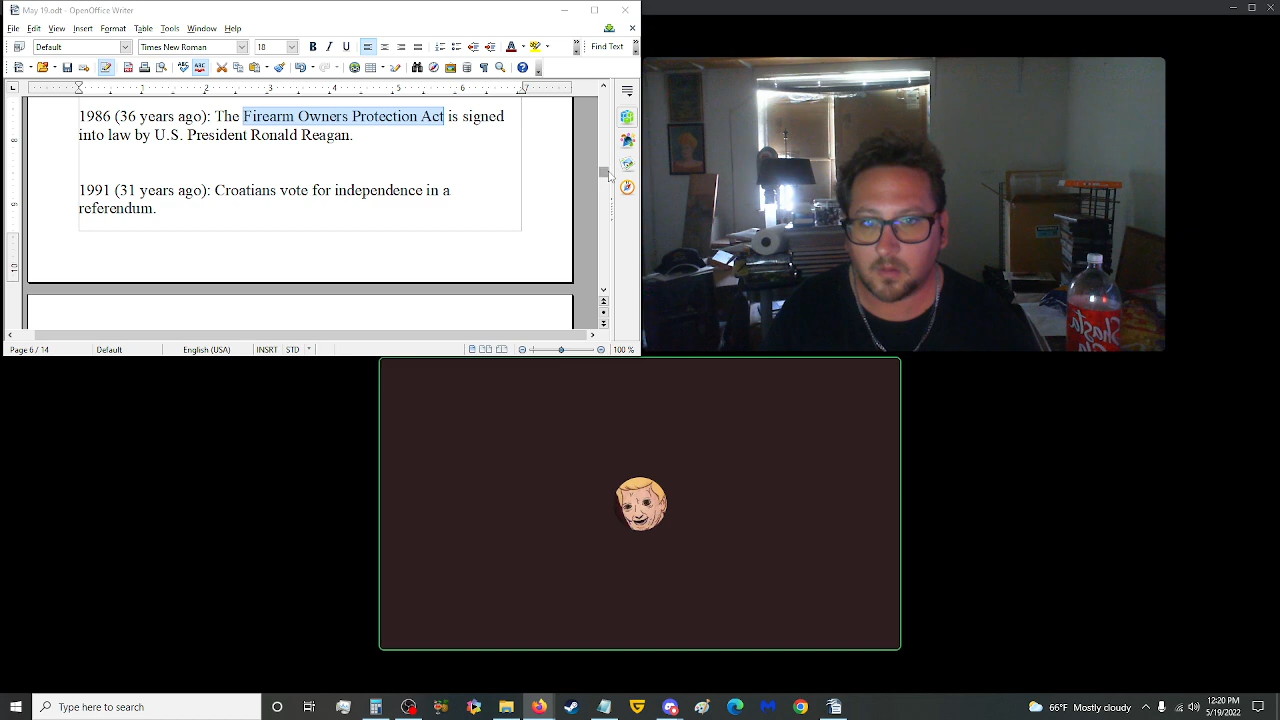 May 19.odt - OpenOffice Writer
File Edit View Insert Format Table Tools Window Help
Default Times New Roman 18 Find Text
1986 (36 years ago): The Firearm Owners Protection Act is signed
into law by U.S. President Ronald Reagan.
1991 (31 years ago): Croatians vote for independence in a
referendum.
Page 6 / 14 Default English (USA) INSRT STD * 100 %
Shasta
Type here to search
66°F Mostly cloudy
12:20 PM
5/19/2022